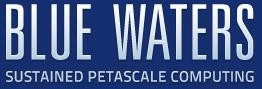 BLUE WATERS
SUSTAINED PETASCALE COMPUTING